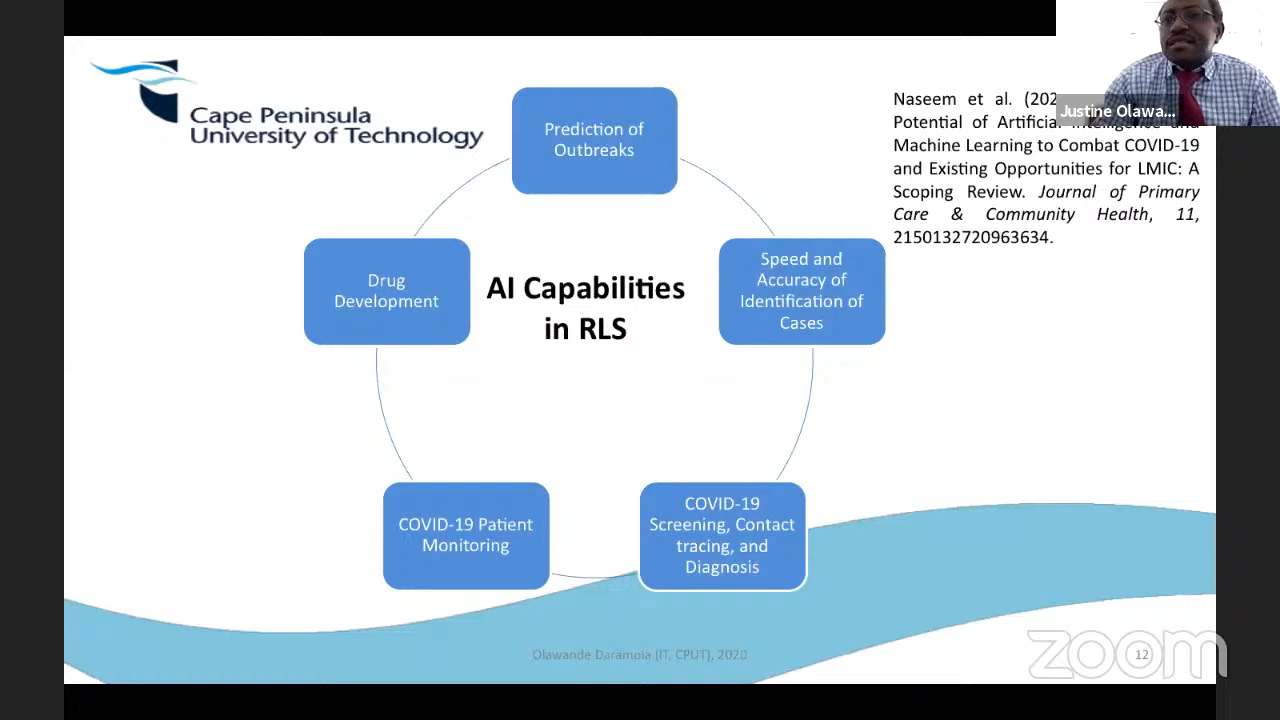 Cape Peninsula
University of Technology
Prediction of
Outbreaks
Naseem et al. (202
Potential of Artificial Intelligence and
Machine Learning to Combat COVID-19
and Existing Opportunities for LMIC: A
Scoping Review. Journal of Primary
Care & Community Health, 11,
2150132720963634.
Justine Olawa...
Drug
Development
AI Capabilities
in RLS
Speed and
Accuracy of
Identification of
Cases
COVID-19 Patient
Monitoring
COVID-19
Screening, Contact
tracing, and
Diagnosis
Olawande Daramola (IT, CPUT), 2020
12
zoom